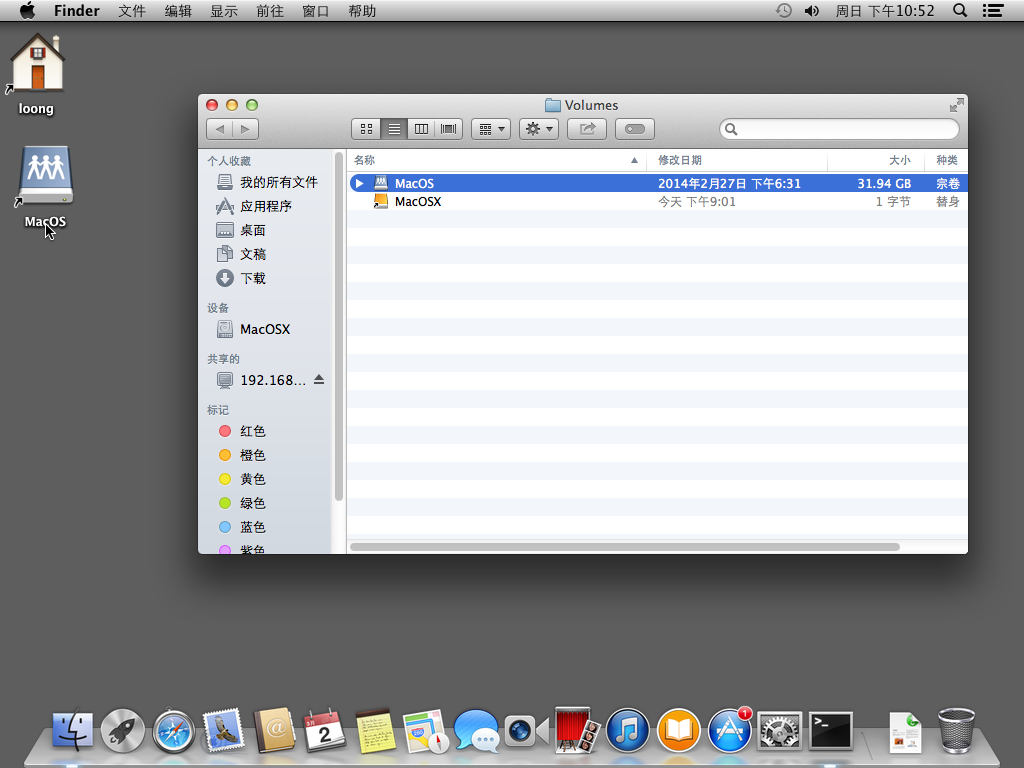 Finder 文件 编辑 显示 前往 窗口 帮助 周日 下午10:52
loong
MacOS
Volumes
个人收藏
我的所有文件
应用程序
桌面
文稿
下载
设备
MacOSX
共享的
192.168...
标记
红色
橙色
黄色
绿色
蓝色
紫色
名称 修改日期 大小 种类
MacOS 2014年2月27日 下午6:31 31.94 GB 宗卷
MacOSX 今天 下午9:01 1 字节 替身
3月
2
1